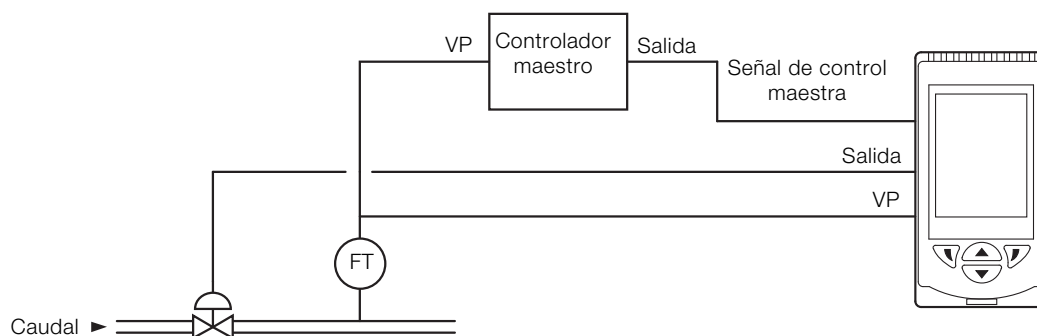 VP
Controlador
maestro
Salida
Señal de control
maestra
Salida
VP
FT
Caudal